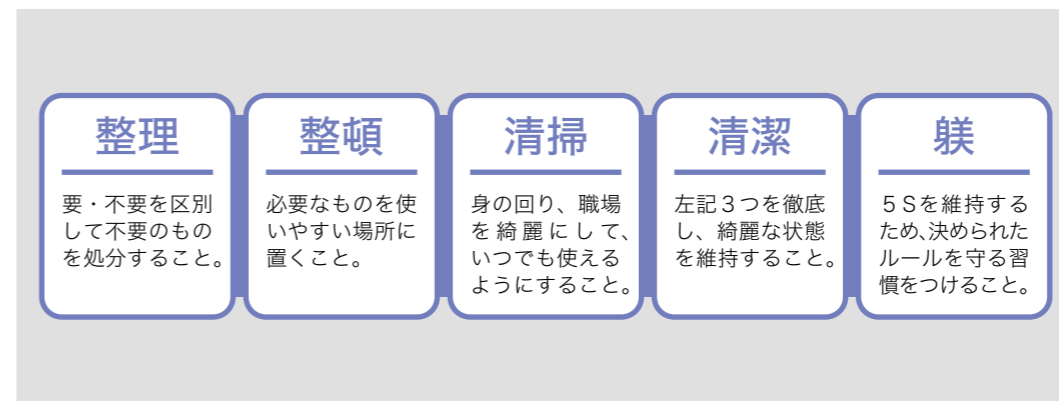 整理
要・不要を区別
して不要のもの
を処分すること。
整頓
必要なものを使
いやすい場所に
置くこと。
清掃
身の回り、職場
を綺麗にして、
いつでも使える
ようにすること。
清潔
左記３つを徹底
し、綺麗な状態
を維持すること。
躾
５Ｓを維持する
ため、決められた
ルールを守る習
慣をつけること。